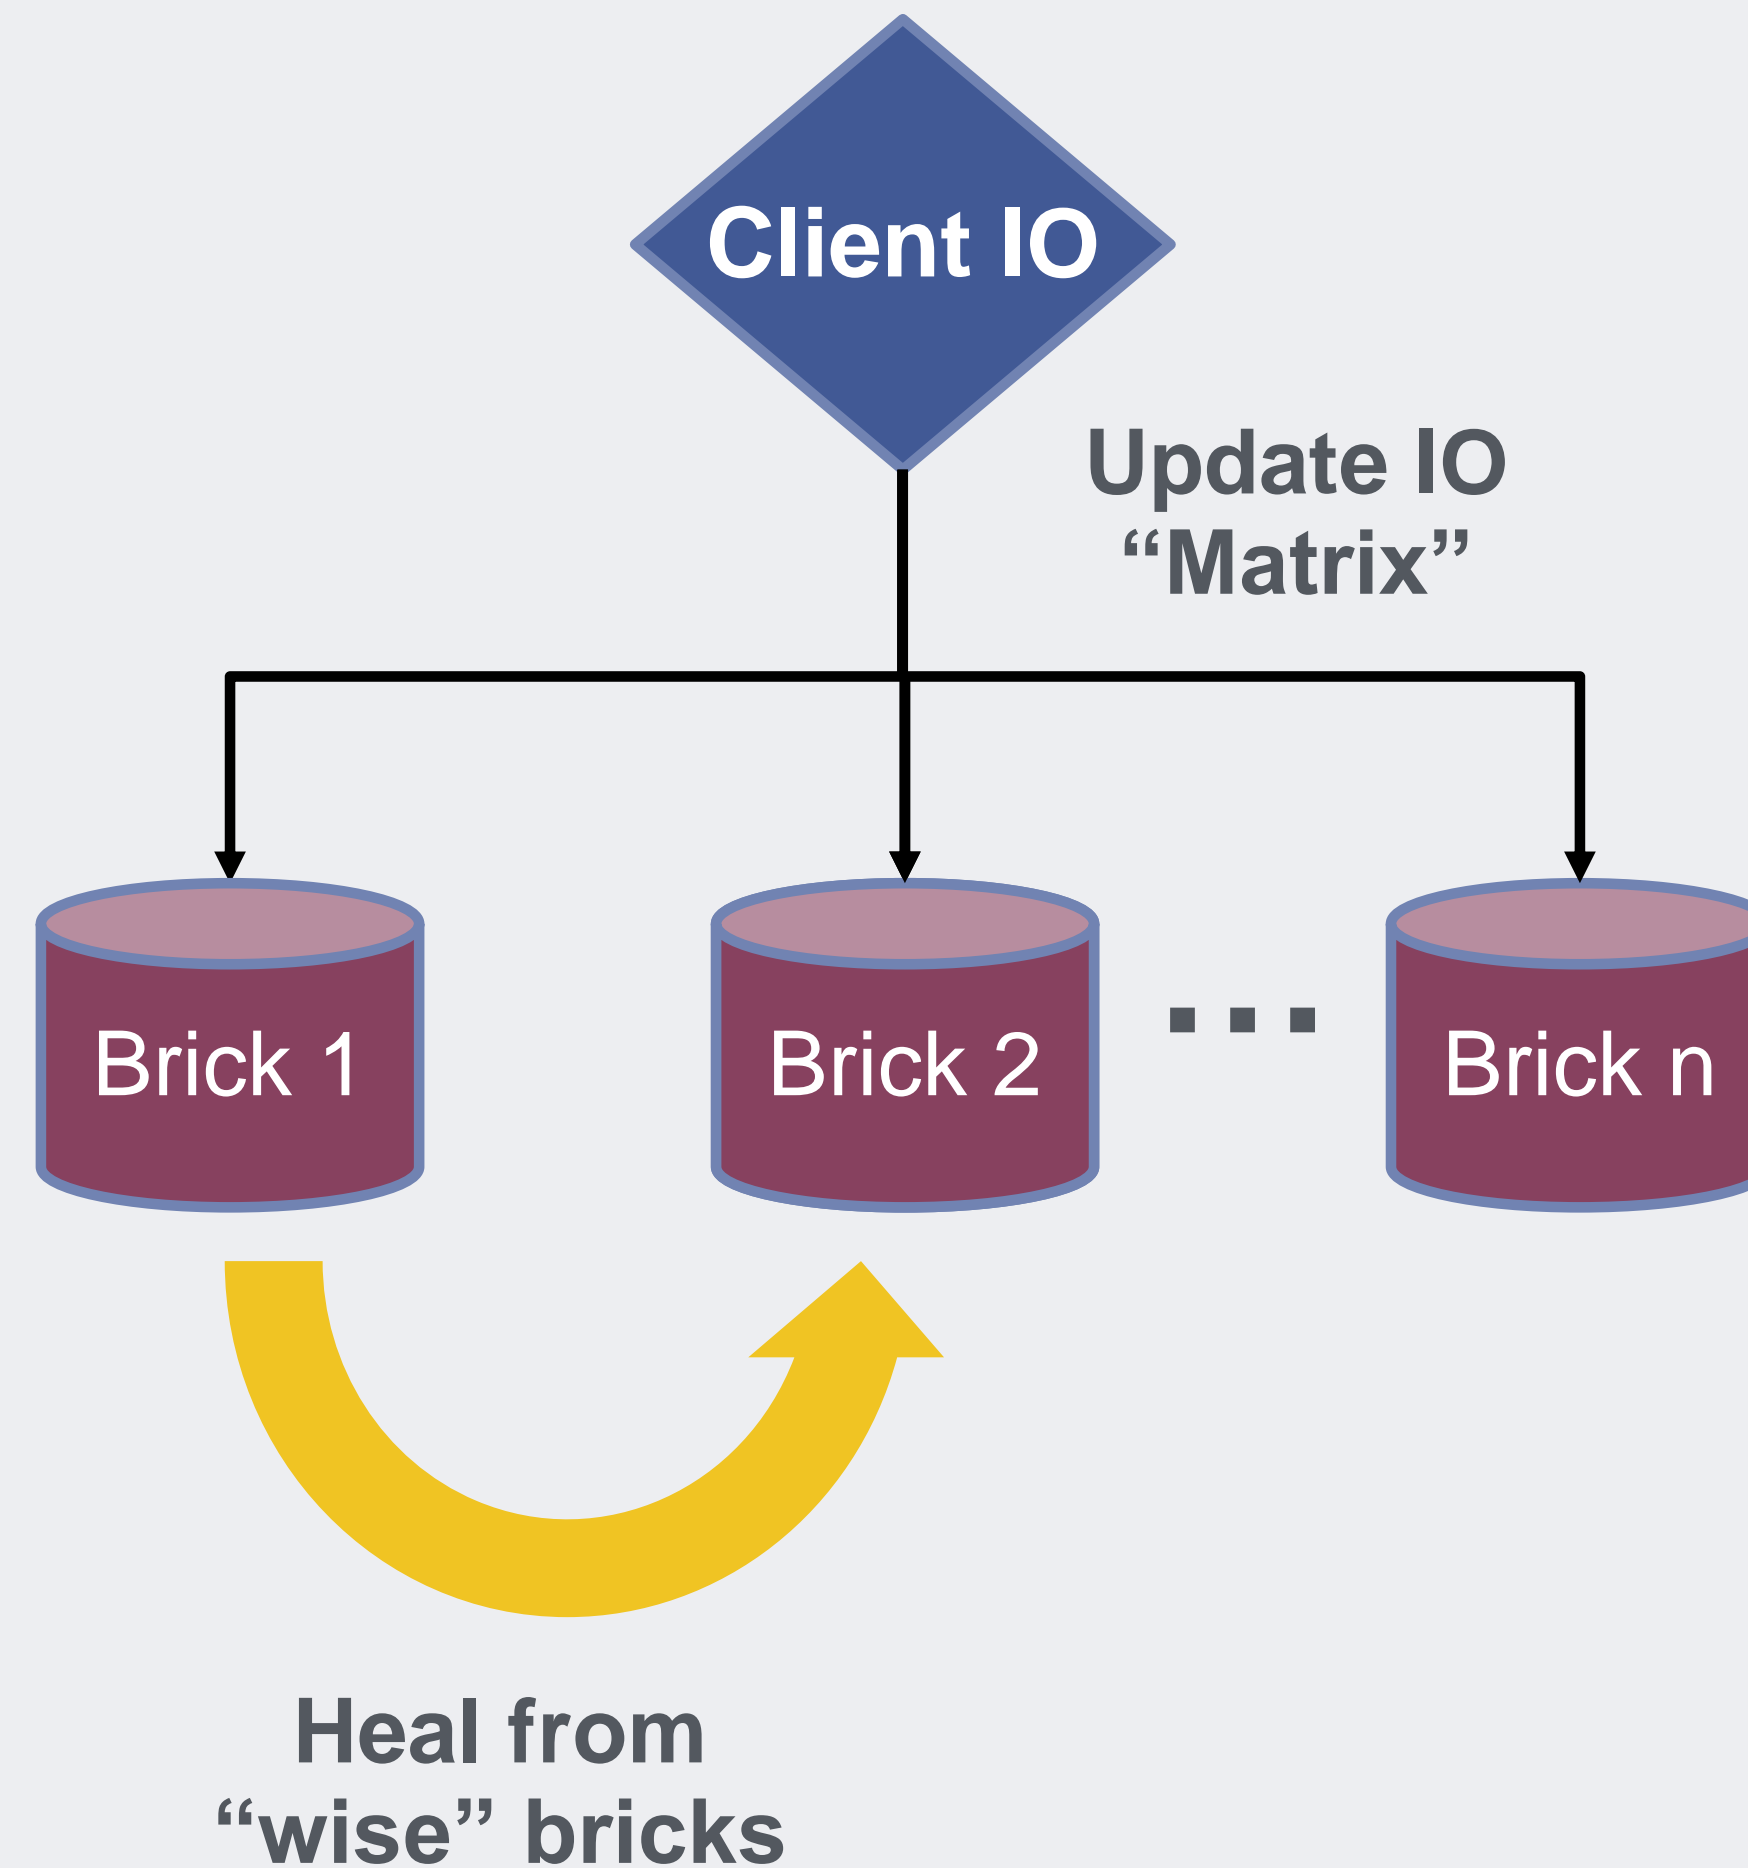 Client IO
Update IO
“Matrix”
Brick 1
Brick 2
...
Brick n
Heal from
“wise” bricks